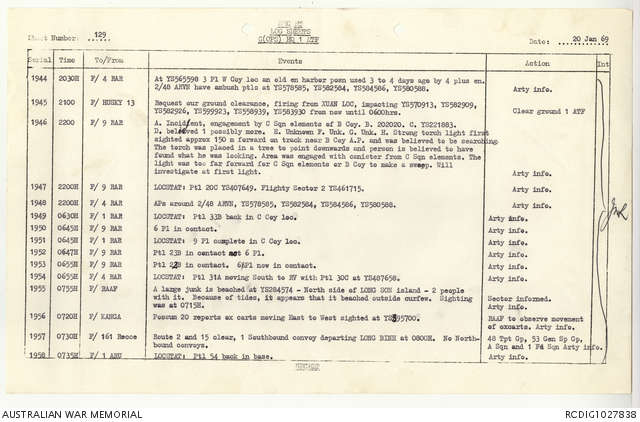 LOG SHEETS
G(OPS) HQ 1 ATF
Sheet Number: 129
Date: 20 Jan 69
Serial Time To/From Events Action Int
1944 2030H F/ 4 RAR At YS565598 3 Pl W Coy loc an old en harbor posn used 3 to 4 days ago by 4 plus en.
2/48 ARVN have ambush ptls at YS578585, YS582584, YS584586, YS580588. Arty info.
1945 2100 F/ HUSKY 13 Request our ground clearance, firing from XUAN LOC, impacting YS570913, YS582909,
YS582926, YS599923, YS558939, YS583930 from now until 0600hrs. Clear ground 1 ATF
1946 2200 F/ 9 RAR A. Incident, engagement by C Sqn elements of B Coy. B. 202020. C. YS221883.
D. believed 1 possibly more. E. Unknown F. Unk. G. Unk. H. Strong torch light first
sighted approx 150 m forward on track near B Coy A.P. and was believed to be searching
The torch was placed in a tree to point downwards and person is believed to have
found what he was looking. Area was engaged with canister from C Sqn elements. The
light was too far forward for C Sqn elements or B Coy to make a sweep. Will
investigate at first light. Arty info.
1947 2200H F/ 9 RAR LOCSTAT: Ptl 20C YS407649. Flighty Sector 2 YS461715. Arty info.
1948 2200H F/ 4 RAR APs around 2/48 ARVN, YS578585, YS582584, YS584586, YS580588. Arty info.
1949 0630H F/ 1 RAR LOCSTAT: Ptl 33B back in C Coy loc. Arty info.
1950 0645H F/ 9 RAR 6 Pl in contact. Arty info.
1951 0645H F/ 1 RAR LOCSTAT: 9 Pl complete in C Coy loc. Arty info.
1952 0647H F/ 9 RAR Ptl 23B in contact not 6 Pl. Arty info.
1953 0655H F/ 9 RAR Ptl 22B in contact. 6 Pl now in contact. Arty info.
1954 0655H F/ 4 RAR LOCSTAT: Ptl 31A moving South to RV with Ptl 30C at YS487658. Arty info.
1955 0755H F/ RAAF A large junk is beached at YS284574 - North side of LONG SON island - 2 people
with it. Because of tides, it appears that it beached outside curfew. Sighting
was at 0715H. Sector informed.
Arty info.
1956 0720H F/ KANGA Possum 20 reports ox carts moving East to West sighted at YS395700. RAAF to observe movement
of oxcarts. Arty info.
1957 0730H F/ 161 Recce Route 2 and 15 clear, 1 Southbound convoy departing LONG BINH at 0800H. No North-
bound convoys. 48 Tpt Gp, 53 Gen Sp Gp,
A Sqn and 1 Fd Sqn Arty info.
1958 0735H F/ 1 ANU LOCSTAT: Ptl 54 back in base. Arty info.
AUSTRALIAN WAR MEMORIAL
RCDIG1027838